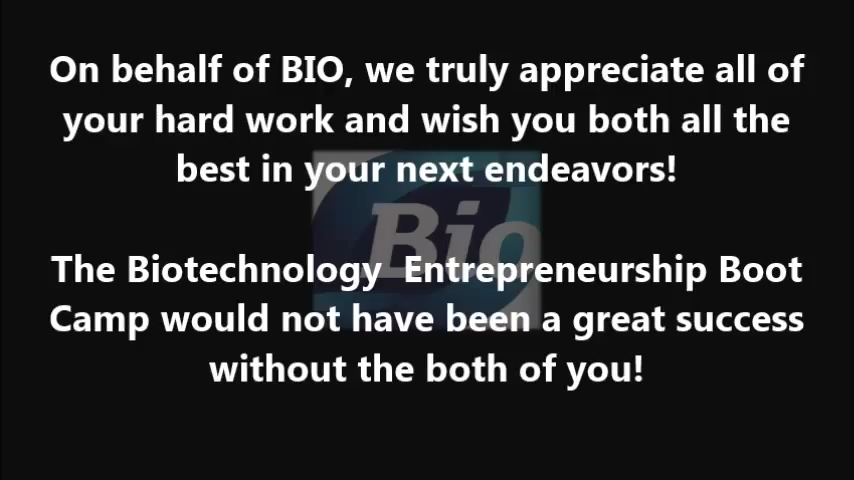 On behalf of BIO, we truly appreciate all of
your hard work and wish you both all the
best in your next endeavors!
Bio
The Biotechnology  Entrepreneurship Boot
Camp would not have been a great success
without the both of you!